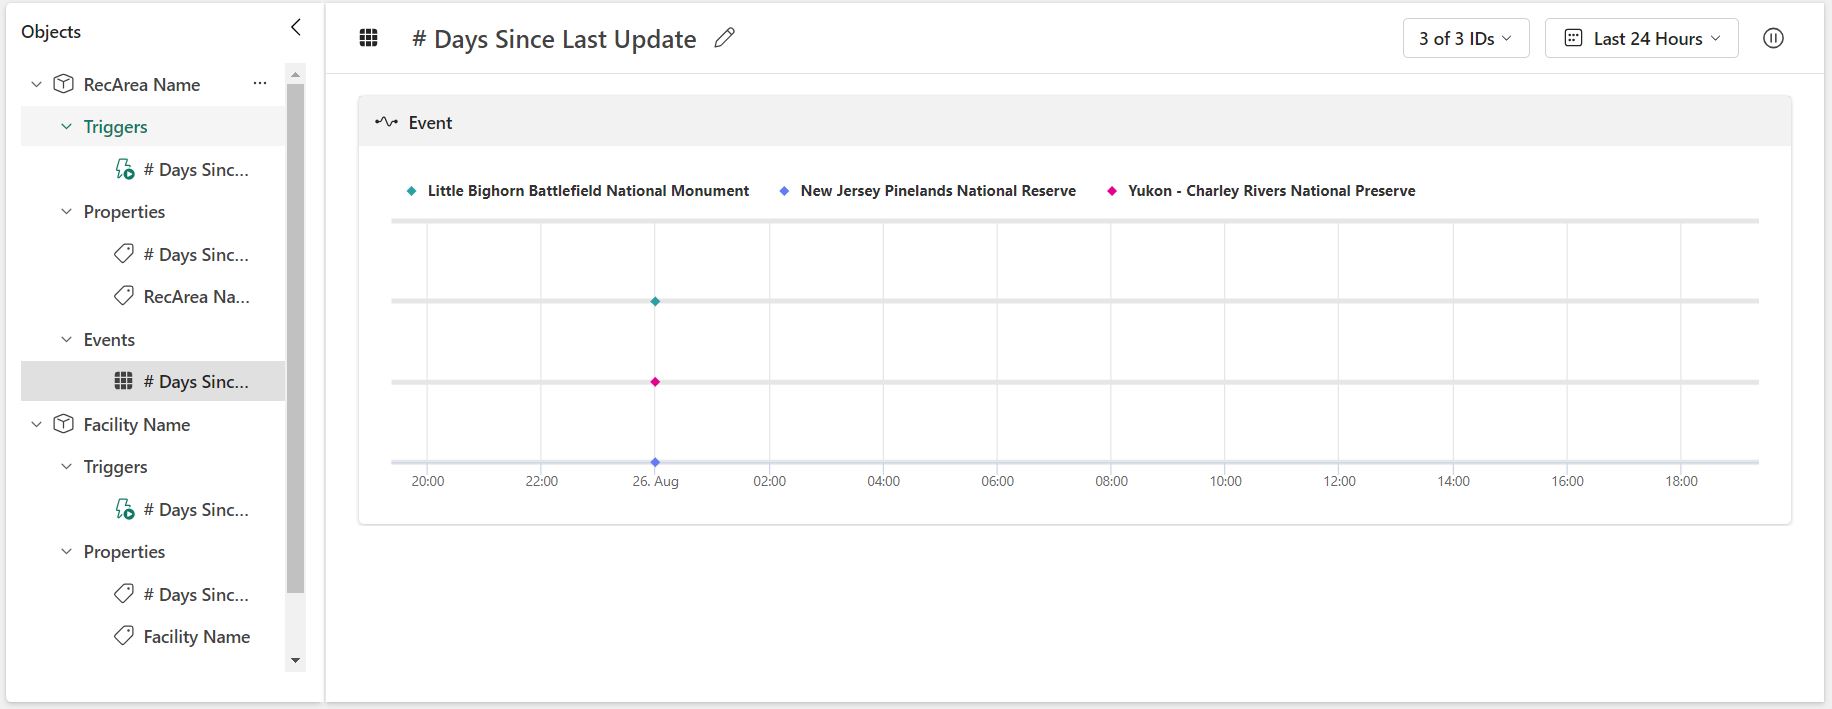 Objects
RecArea Name ...
Triggers
# Days Sinc...
Properties
# Days Sinc...
RecArea Na...
Events
# Days Sinc...
Facility Name
Triggers
# Days Sinc...
Properties
# Days Sinc...
Facility Name
# Days Since Last Update
3 of 3 IDs
Last 24 Hours
Event
Little Bighorn Battlefield National Monument New Jersey Pinelands National Reserve Yukon - Charley Rivers National Preserve
20:00 22:00 26. Aug 02:00 04:00 06:00 08:00 10:00 12:00 14:00 16:00 18:00